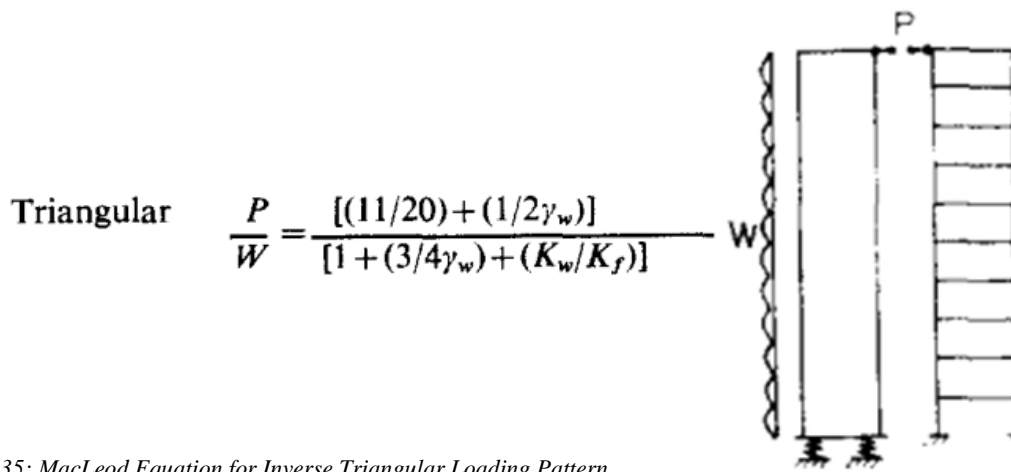 P
Triangular P/W = [(11/20) + (1/2γ_w)] / [1 + (3/4γ_w) + (K_w/K_f)]
W
35: MacLeod Equation for Inverse Triangular Loading Pattern